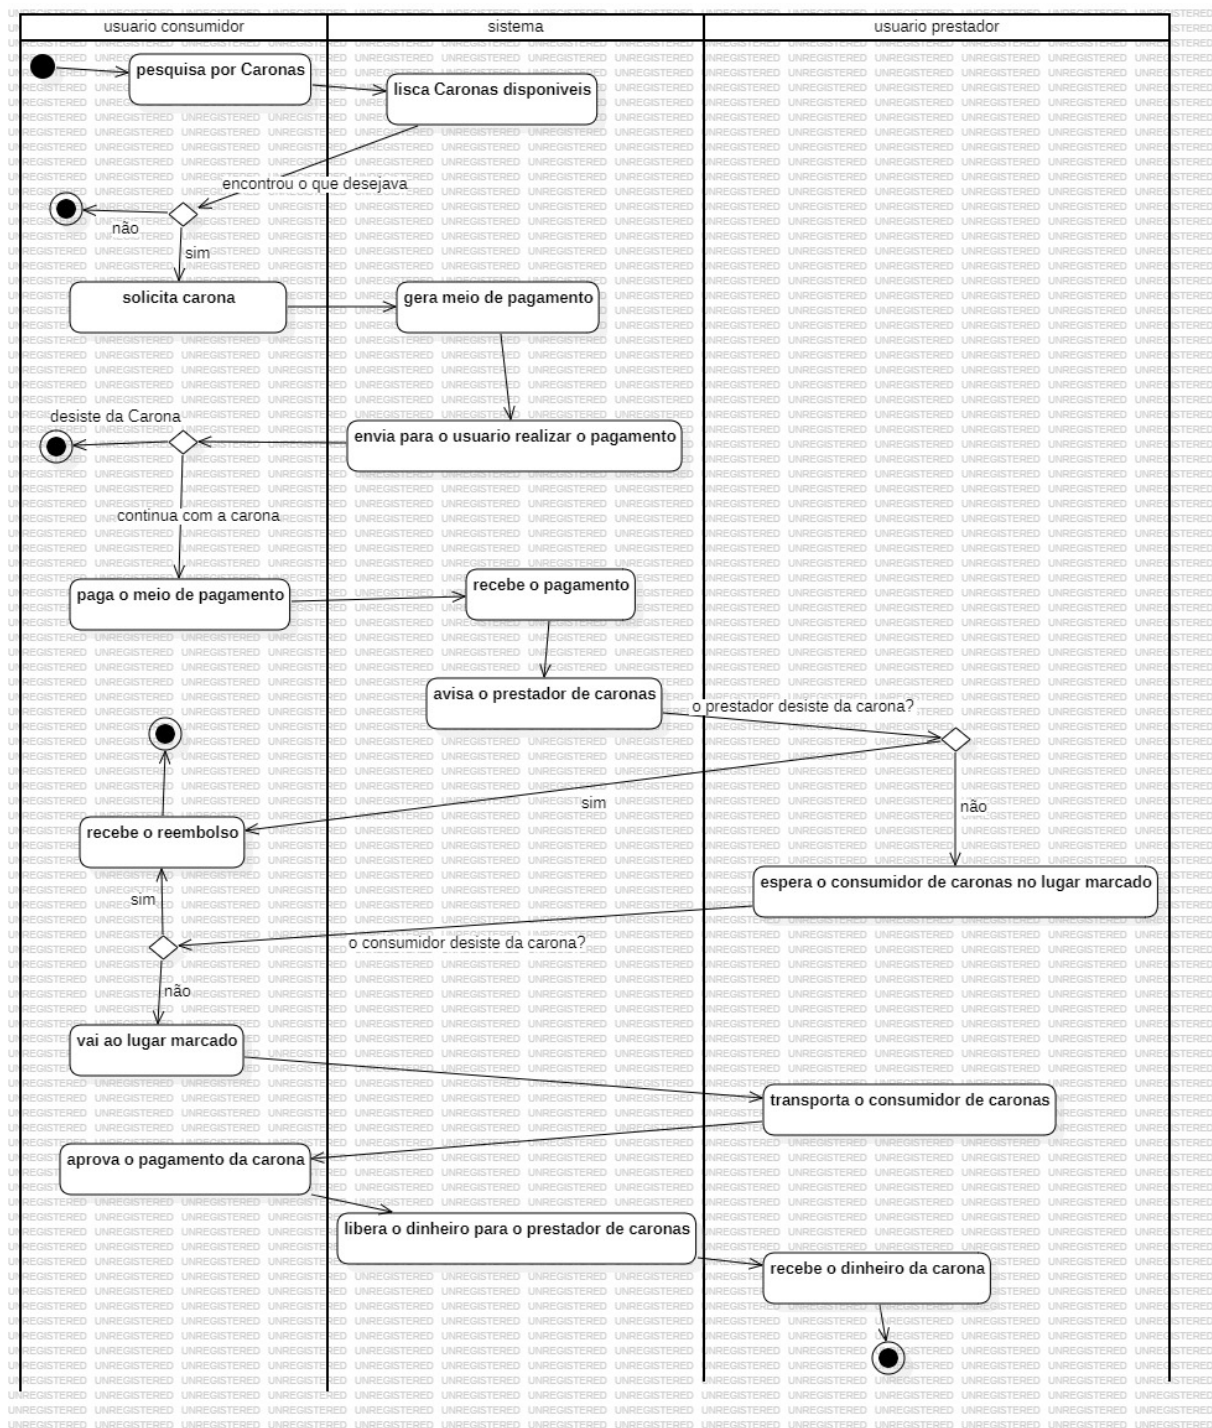 usuario consumidor
sistema
usuario prestador
pesquisa por Caronas
lisca Caronas disponiveis
encontrou o que desejava
não
sim
solicita carona
gera meio de pagamento
desiste da Carona
envia para o usuario realizar o pagamento
continua com a carona
paga o meio de pagamento
recebe o pagamento
avisa o prestador de caronas
o prestador desiste da carona?
sim
não
recebe o reembolso
espera o consumidor de caronas no lugar marcado
sim
o consumidor desiste da carona?
não
vai ao lugar marcado
transporta o consumidor de caronas
aprova o pagamento da carona
libera o dinheiro para o prestador de caronas
recebe o dinheiro da carona
UNREGISTERED